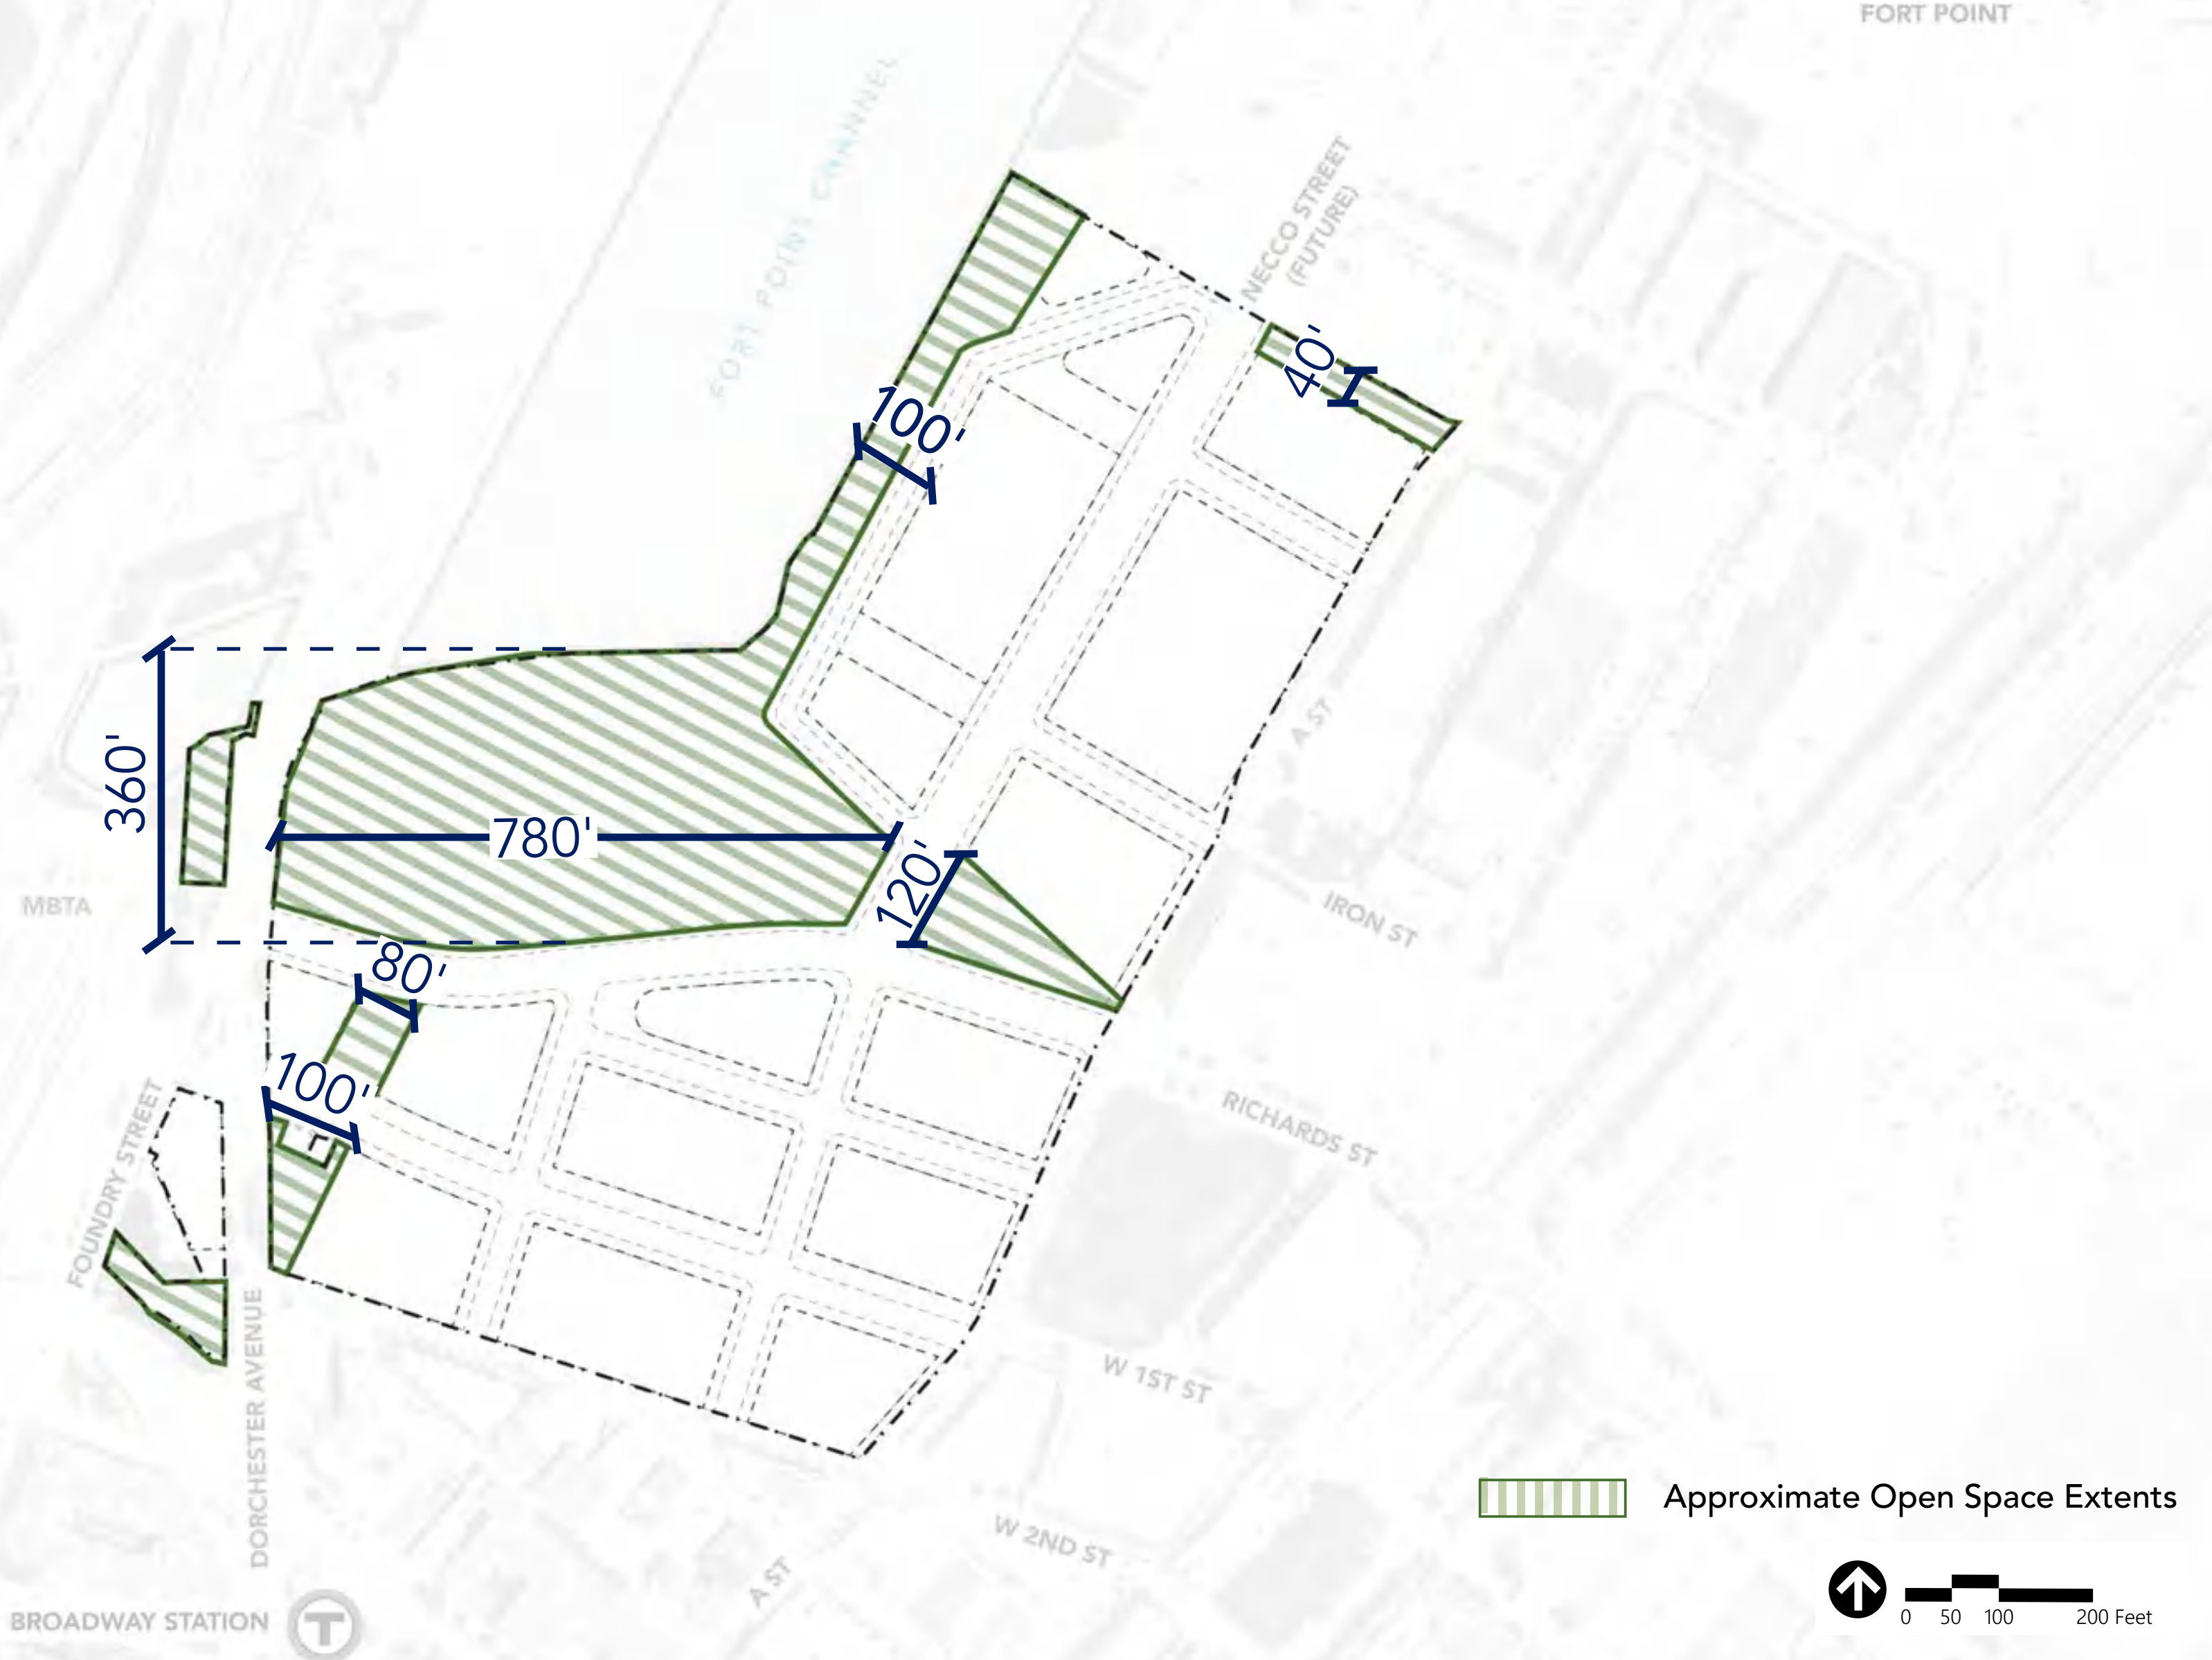 FORT POINT
FORT POINT CHANNEL
NECCO STREET
(FUTURE)
40'
100'
A ST
360'
780'
120'
MBTA
IRON ST
80'
100'
FOUNDRY STREET
RICHARDS ST
DORCHESTER AVENUE
W 1ST ST
Approximate Open Space Extents
W 2ND ST
A ST
BROADWAY STATION
T
0 50 100 200 Feet